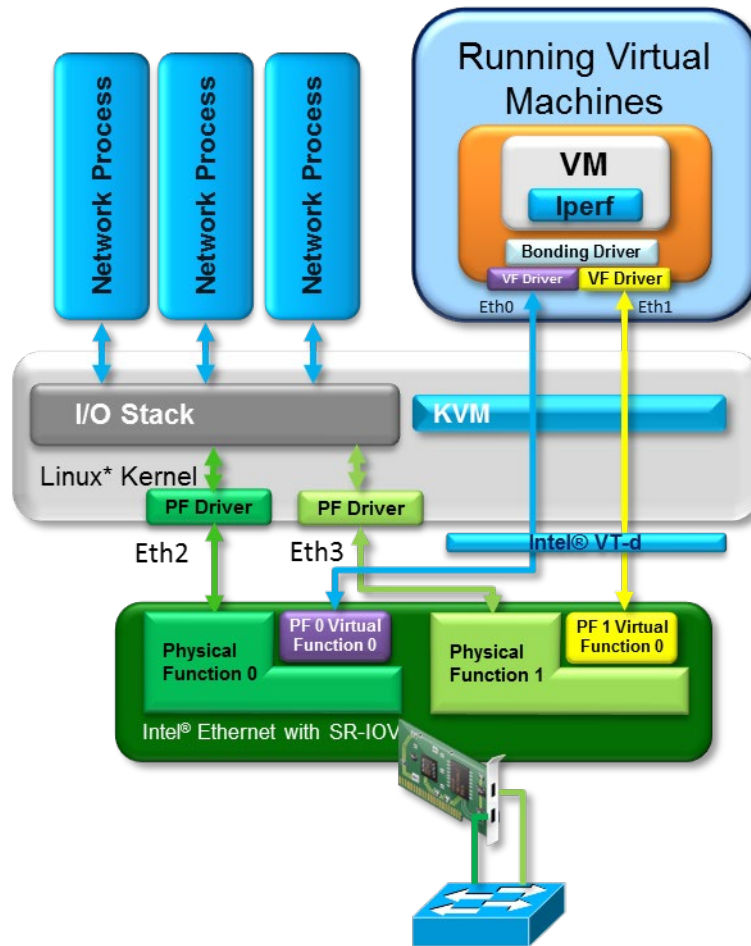 Network Process
Network Process
Network Process
Running Virtual
Machines
VM
Iperf
Bonding Driver
VF Driver
VF Driver
Eth0
Eth1
I/O Stack
KVM
Linux* Kernel
PF Driver
PF Driver
Eth2
Eth3
Intel® VT-d
Physical
Function 0
PF 0 Virtual
Function 0
Physical
Function 1
PF 1 Virtual
Function 0
Intel® Ethernet with SR-IOV